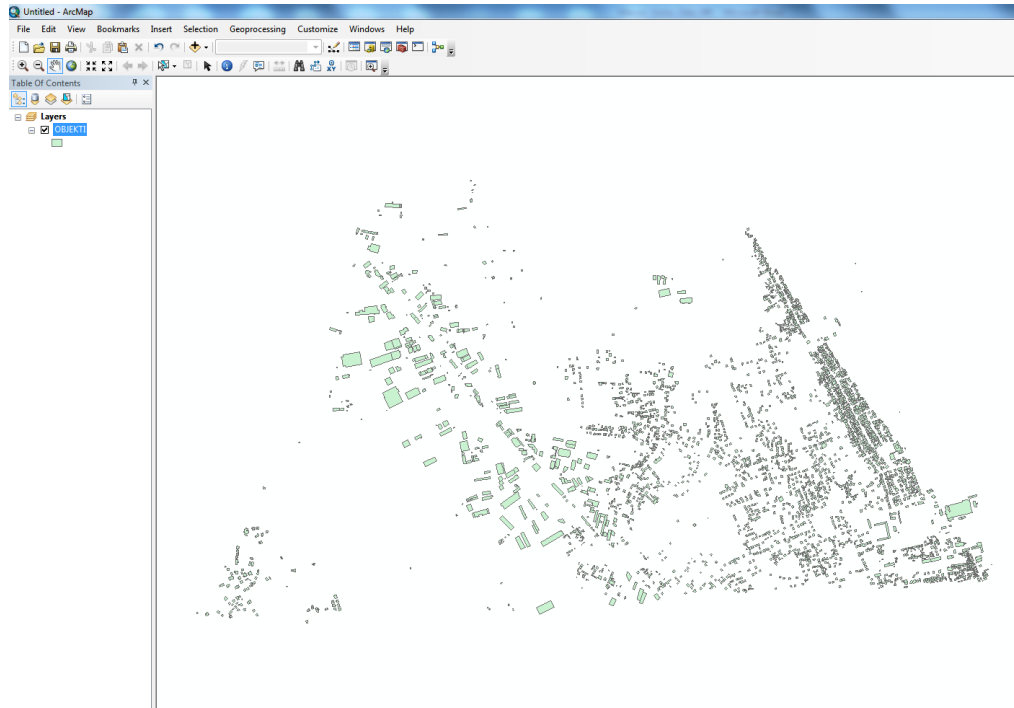 Untitled - ArcMap
File Edit View Bookmarks Insert Selection Geoprocessing Customize Windows Help
Table Of Contents
Layers
OBJEKTI